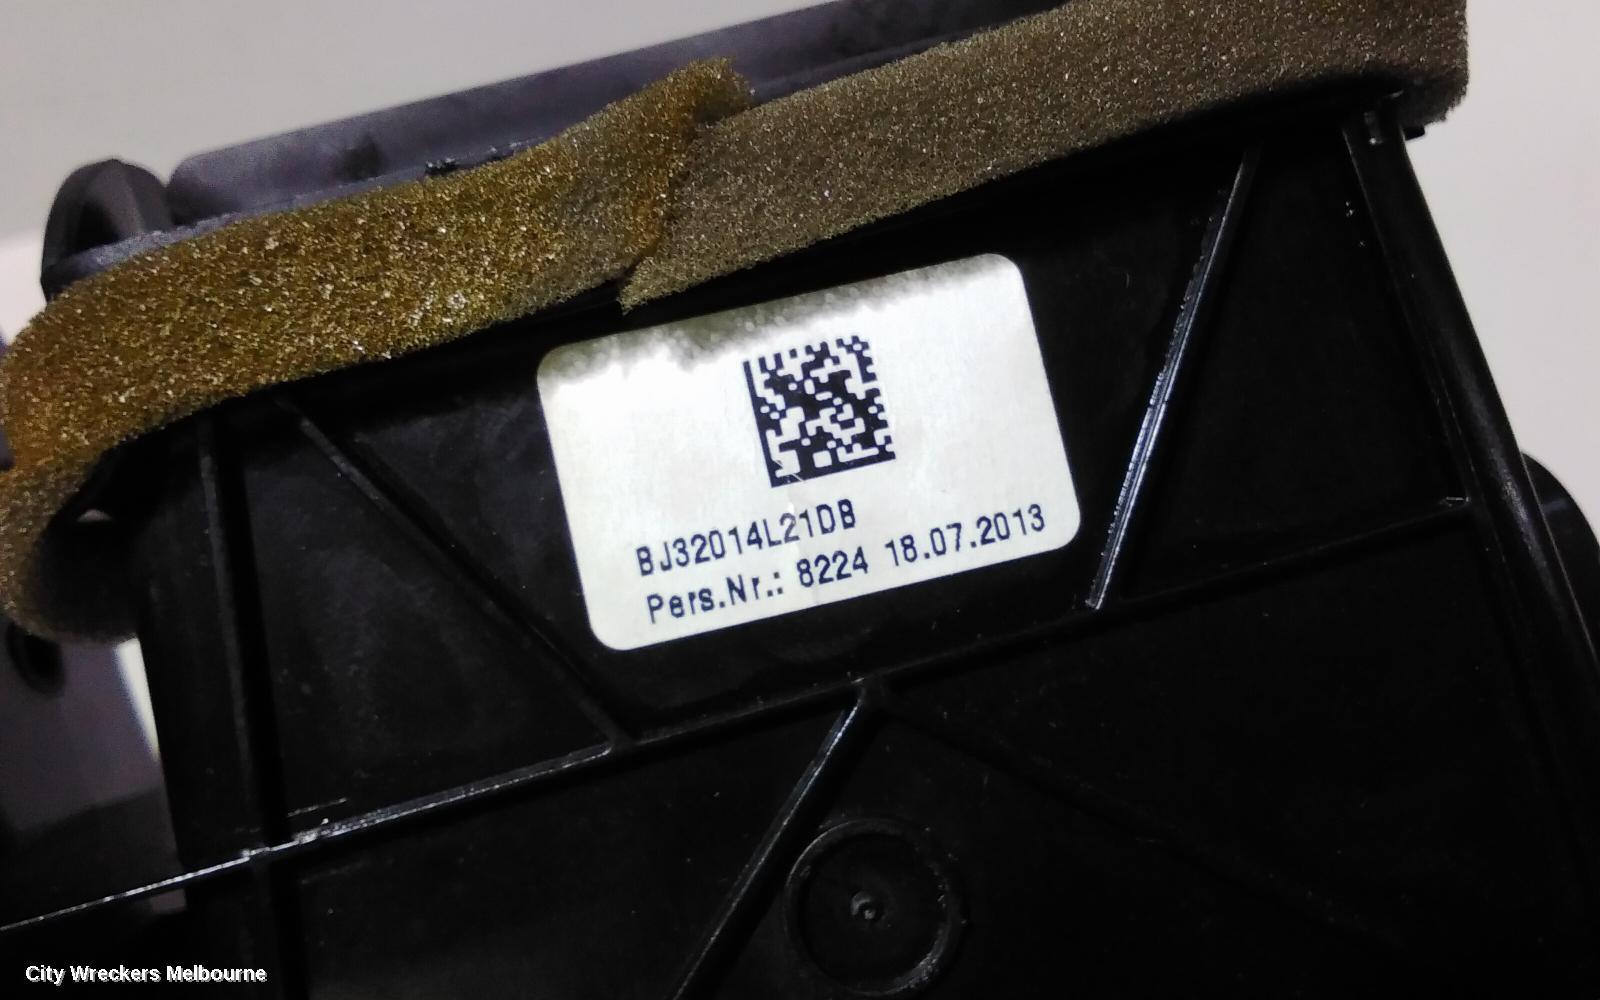 BJ32014L21DB
Pers.Nr.: 8224 18.07.2013
City Wreckers Melbourne